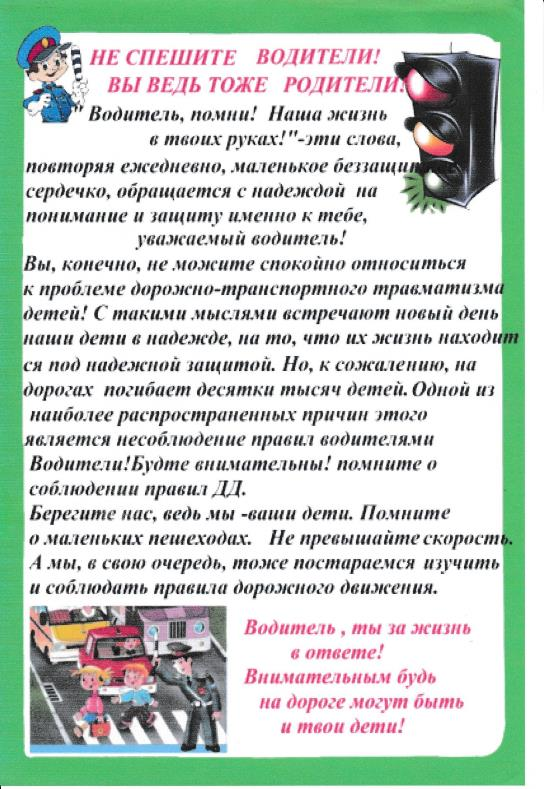 НЕ СПЕШИТЕ ВОДИТЕЛИ!
ВЫ ВЕДЬ ТОЖЕ РОДИТЕЛИ!
" Водитель, помни! Наша жизнь
в твоих руках!"-эти слова,
повторяя ежедневно, маленькое беззащит
сердечко, обращается с надеждой на
понимание и защиту именно к тебе,
уважаемый водитель!
Вы, конечно, не можите спокойно относиться
к проблеме дорожно-транспортного травматизма
детей! С такими мыслями встречают новый день
наши дети в надежде, на то, что их жизнь находит
ся под надежной защитой. Но, к сожалению, на
дорогах погибает десятки тысяч детей. Одной из
наиболее распространенных причин этого
является несоблюдение правил водителями
Водители!Будте внимательны! помните о
соблюдении правил ДД.
Берегите нас, ведь мы -ваши дети. Помните
о маленьких пешеходах. Не превышайте скорость.
А мы, в свою очередь, тоже постараемся изучить
и соблюдать правила дорожного движения.
Водитель , ты за жизнь
в ответе!
Внимательным будь
на дороге могут быть
и твои дети!